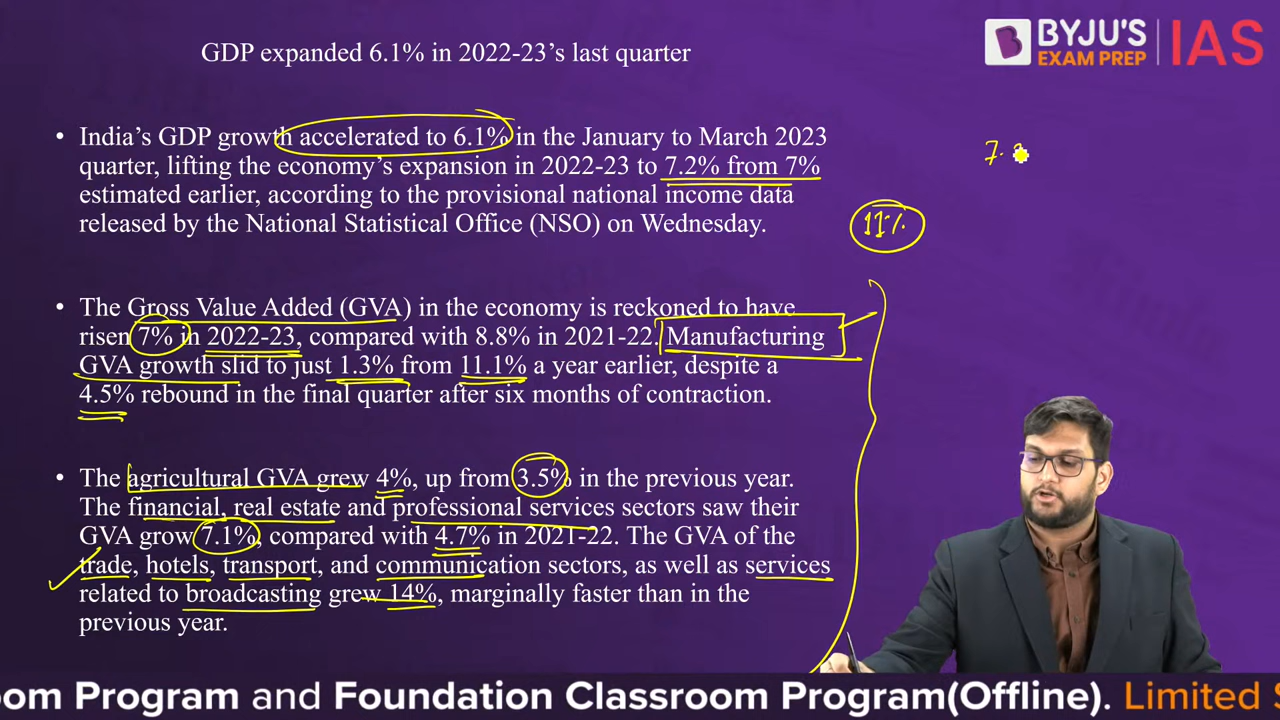 GDP expanded 6.1% in 2022-23’s last quarter
BYJU'S
EXAM PREP
IAS
• India’s GDP growth accelerated to 6.1% in the January to March 2023
quarter, lifting the economy’s expansion in 2022-23 to 7.2% from 7%
estimated earlier, according to the provisional national income data
released by the National Statistical Office (NSO) on Wednesday.
7.
11%
• The Gross Value Added (GVA) in the economy is reckoned to have
risen 7% in 2022-23, compared with 8.8% in 2021-22. Manufacturing
GVA growth slid to just 1.3% from 11.1% a year earlier, despite a
4.5% rebound in the final quarter after six months of contraction.
• The agricultural GVA grew 4%, up from 3.5% in the previous year.
The financial, real estate and professional services sectors saw their
GVA grow 7.1%, compared with 4.7% in 2021-22. The GVA of the
trade, hotels, transport, and communication sectors, as well as services
related to broadcasting grew 14%, marginally faster than in the
previous year.
oom Program and Foundation Classroom Program(Offline). Limited